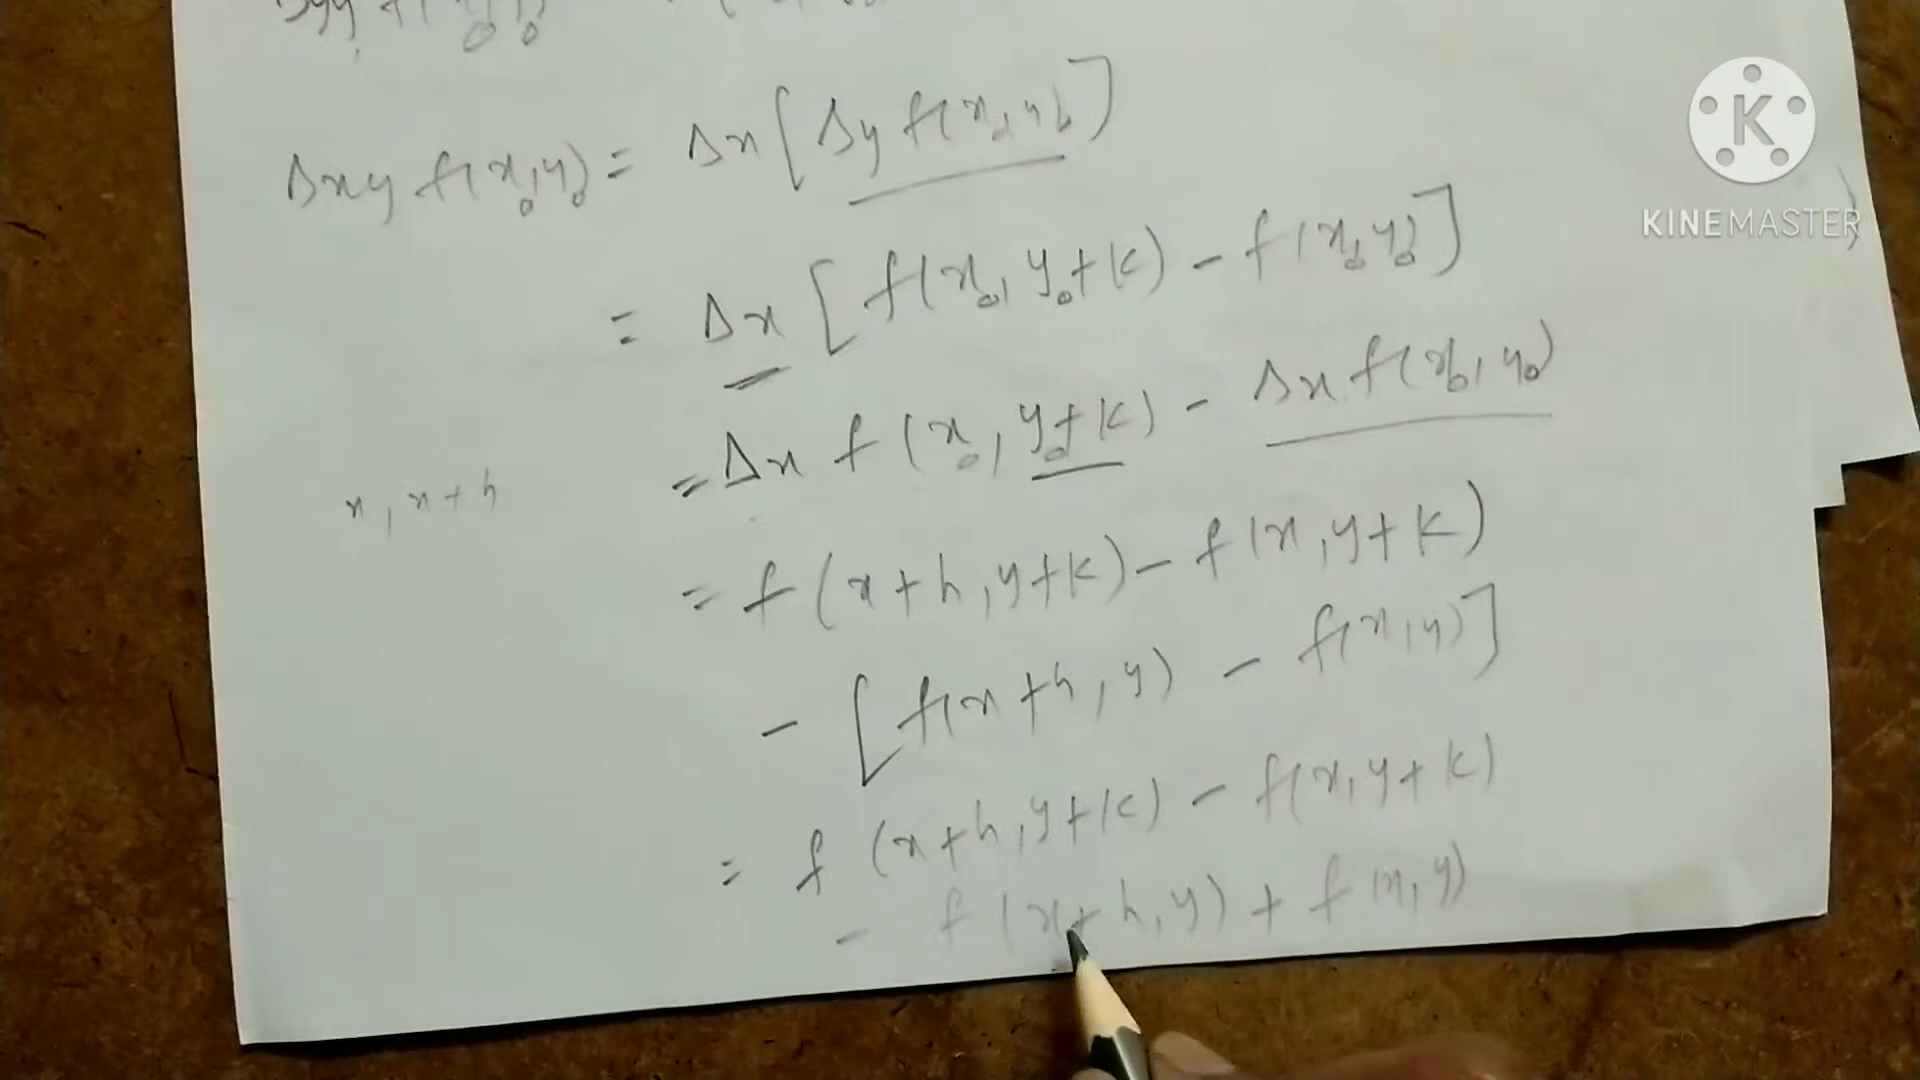 Δxy f(x₀,y₀) = Δx[Δy f(x₀,y₀)]
= Δx [f(x₀, y₀+k) - f(x₀,y₀)]
= Δx f(x₀, y₀+k) - Δx f(x₀, y₀)
x, x+h
= f(x+h, y+k) - f(x, y+k)
- [f(x+h, y) - f(x,y)]
= f(x+h, y+k) - f(x, y+k)
- f(x+h, y) + f(x,y)
K
KINEMASTER